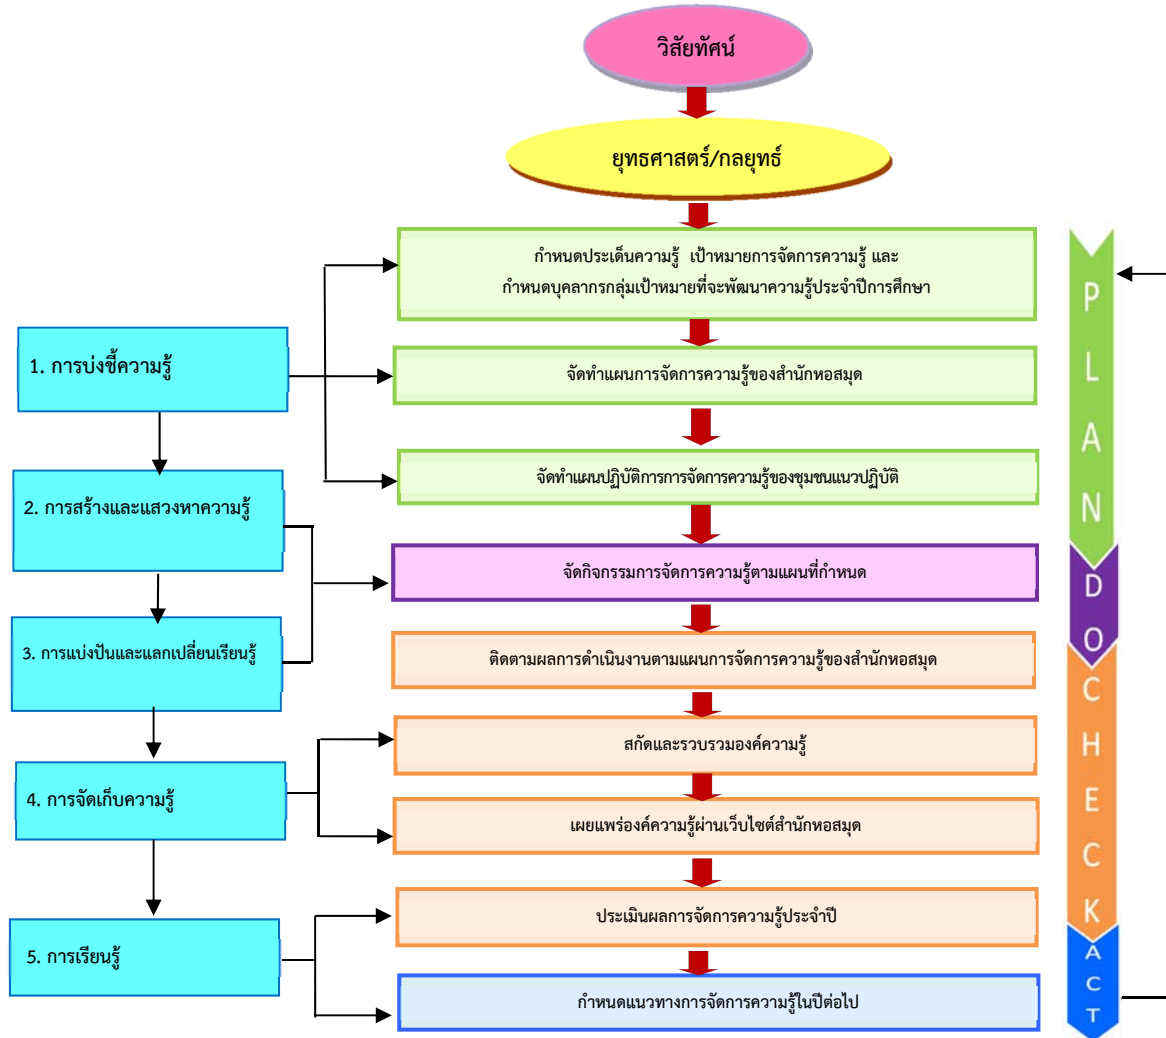 วิสัยทัศน์
ยุทธศาสตร์/กลยุทธ์
กำหนดประเด็นความรู้ เป้าหมายการจัดการความรู้ และ
กำหนดบุคลากรกลุ่มเป้าหมายที่จะพัฒนาความรู้ประจำปีการศึกษา
1. การบ่งชี้ความรู้
จัดทำแผนการจัดการความรู้ของสำนักหอสมุด
จัดทำแผนปฏิบัติการการจัดการความรู้ของชุมชนแนวปฏิบัติ
2. การสร้างและแสวงหาความรู้
จัดกิจกรรมการจัดการความรู้ตามแผนที่กำหนด
3. การแบ่งปันและแลกเปลี่ยนเรียนรู้
ติดตามผลการดำเนินงานตามแผนการจัดการความรู้ของสำนักหอสมุด
สกัดและรวบรวมองค์ความรู้
4. การจัดเก็บความรู้
เผยแพร่องค์ความรู้ผ่านเว็บไซต์สำนักหอสมุด
ประเมินผลการจัดการความรู้ประจำปี
5. การเรียนรู้
กำหนดแนวทางการจัดการความรู้ในปีต่อไป
PLAN
DO
CHECK
ACT